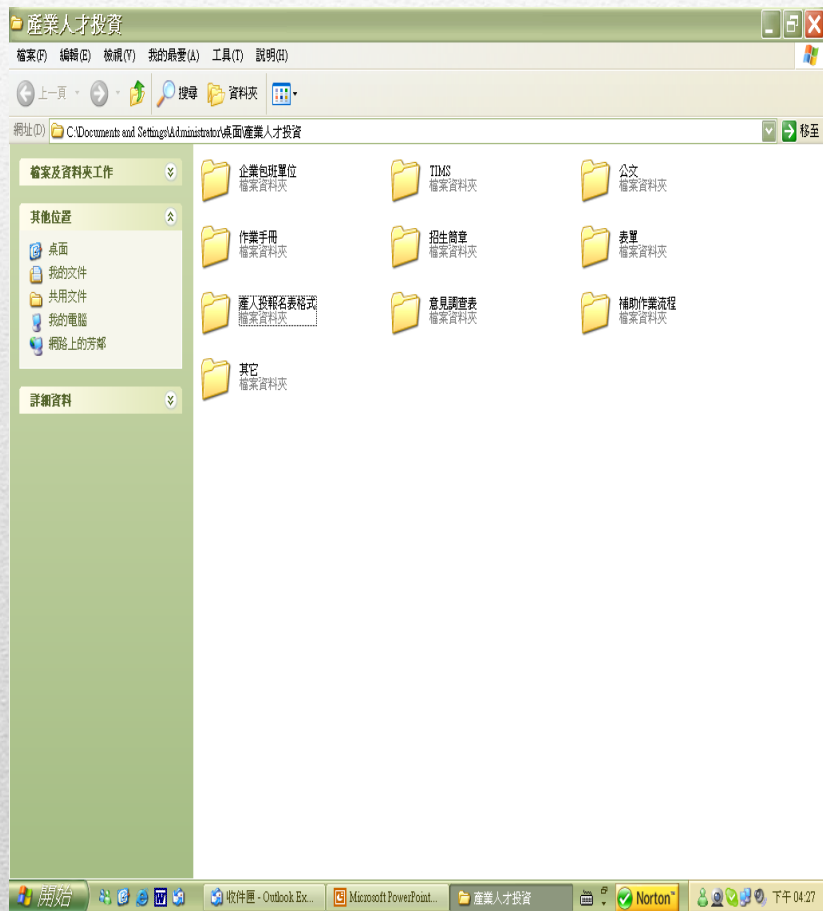 產業人才投資
檔案(F) 編輯(E) 檢視(V) 我的最愛(A) 工具(T) 說明(H)
上一頁 搜尋 資料夾
網址(D) C:\Documents and Settings\Administrator\桌面\產業人才投資 移至
檔案及資料夾工作
其他位置
桌面
我的文件
共用文件
我的電腦
網路上的芳鄰
詳細資料
企業包班單位
檔案資料夾
TIMS
檔案資料夾
公文
檔案資料夾
作業手冊
檔案資料夾
招生簡章
檔案資料夾
表單
檔案資料夾
產人投報名表格式
檔案資料夾
意見調查表
檔案資料夾
補助作業流程
檔案資料夾
其它
檔案資料夾
開始 收件匣 - Outlook Ex... Microsoft PowerPoint... 產業人才投資 Norton™ 下午 04:27